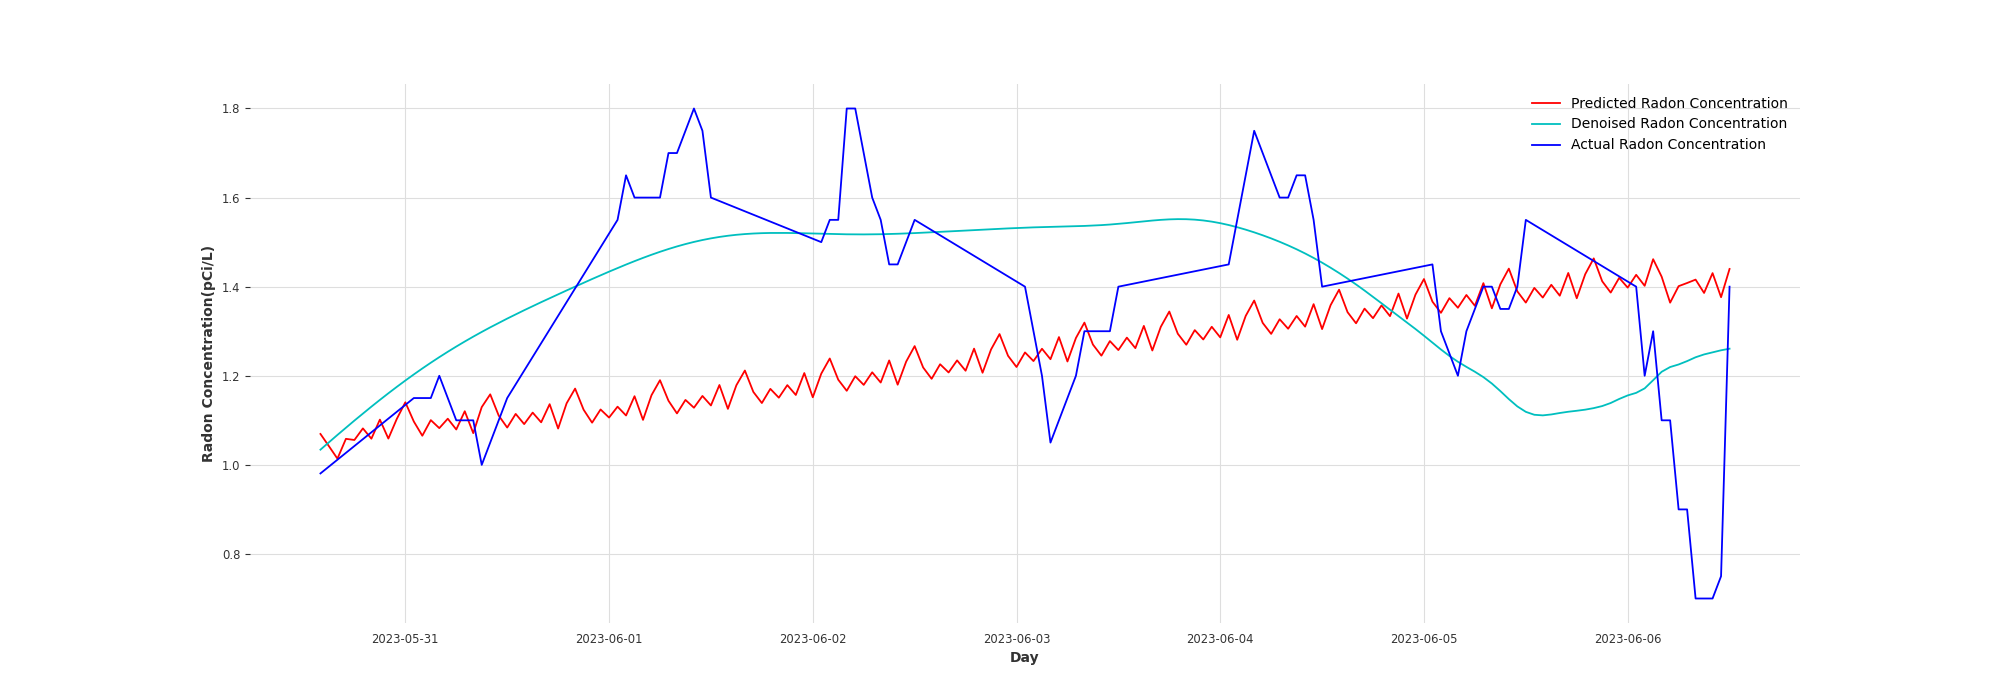 Predicted Radon Concentration
Denoised Radon Concentration
Actual Radon Concentration
Radon Concentration(pCi/L)
1.8
1.6
1.4
1.2
1.0
0.8
2023-05-31 2023-06-01 2023-06-02 2023-06-03 2023-06-04 2023-06-05 2023-06-06
Day